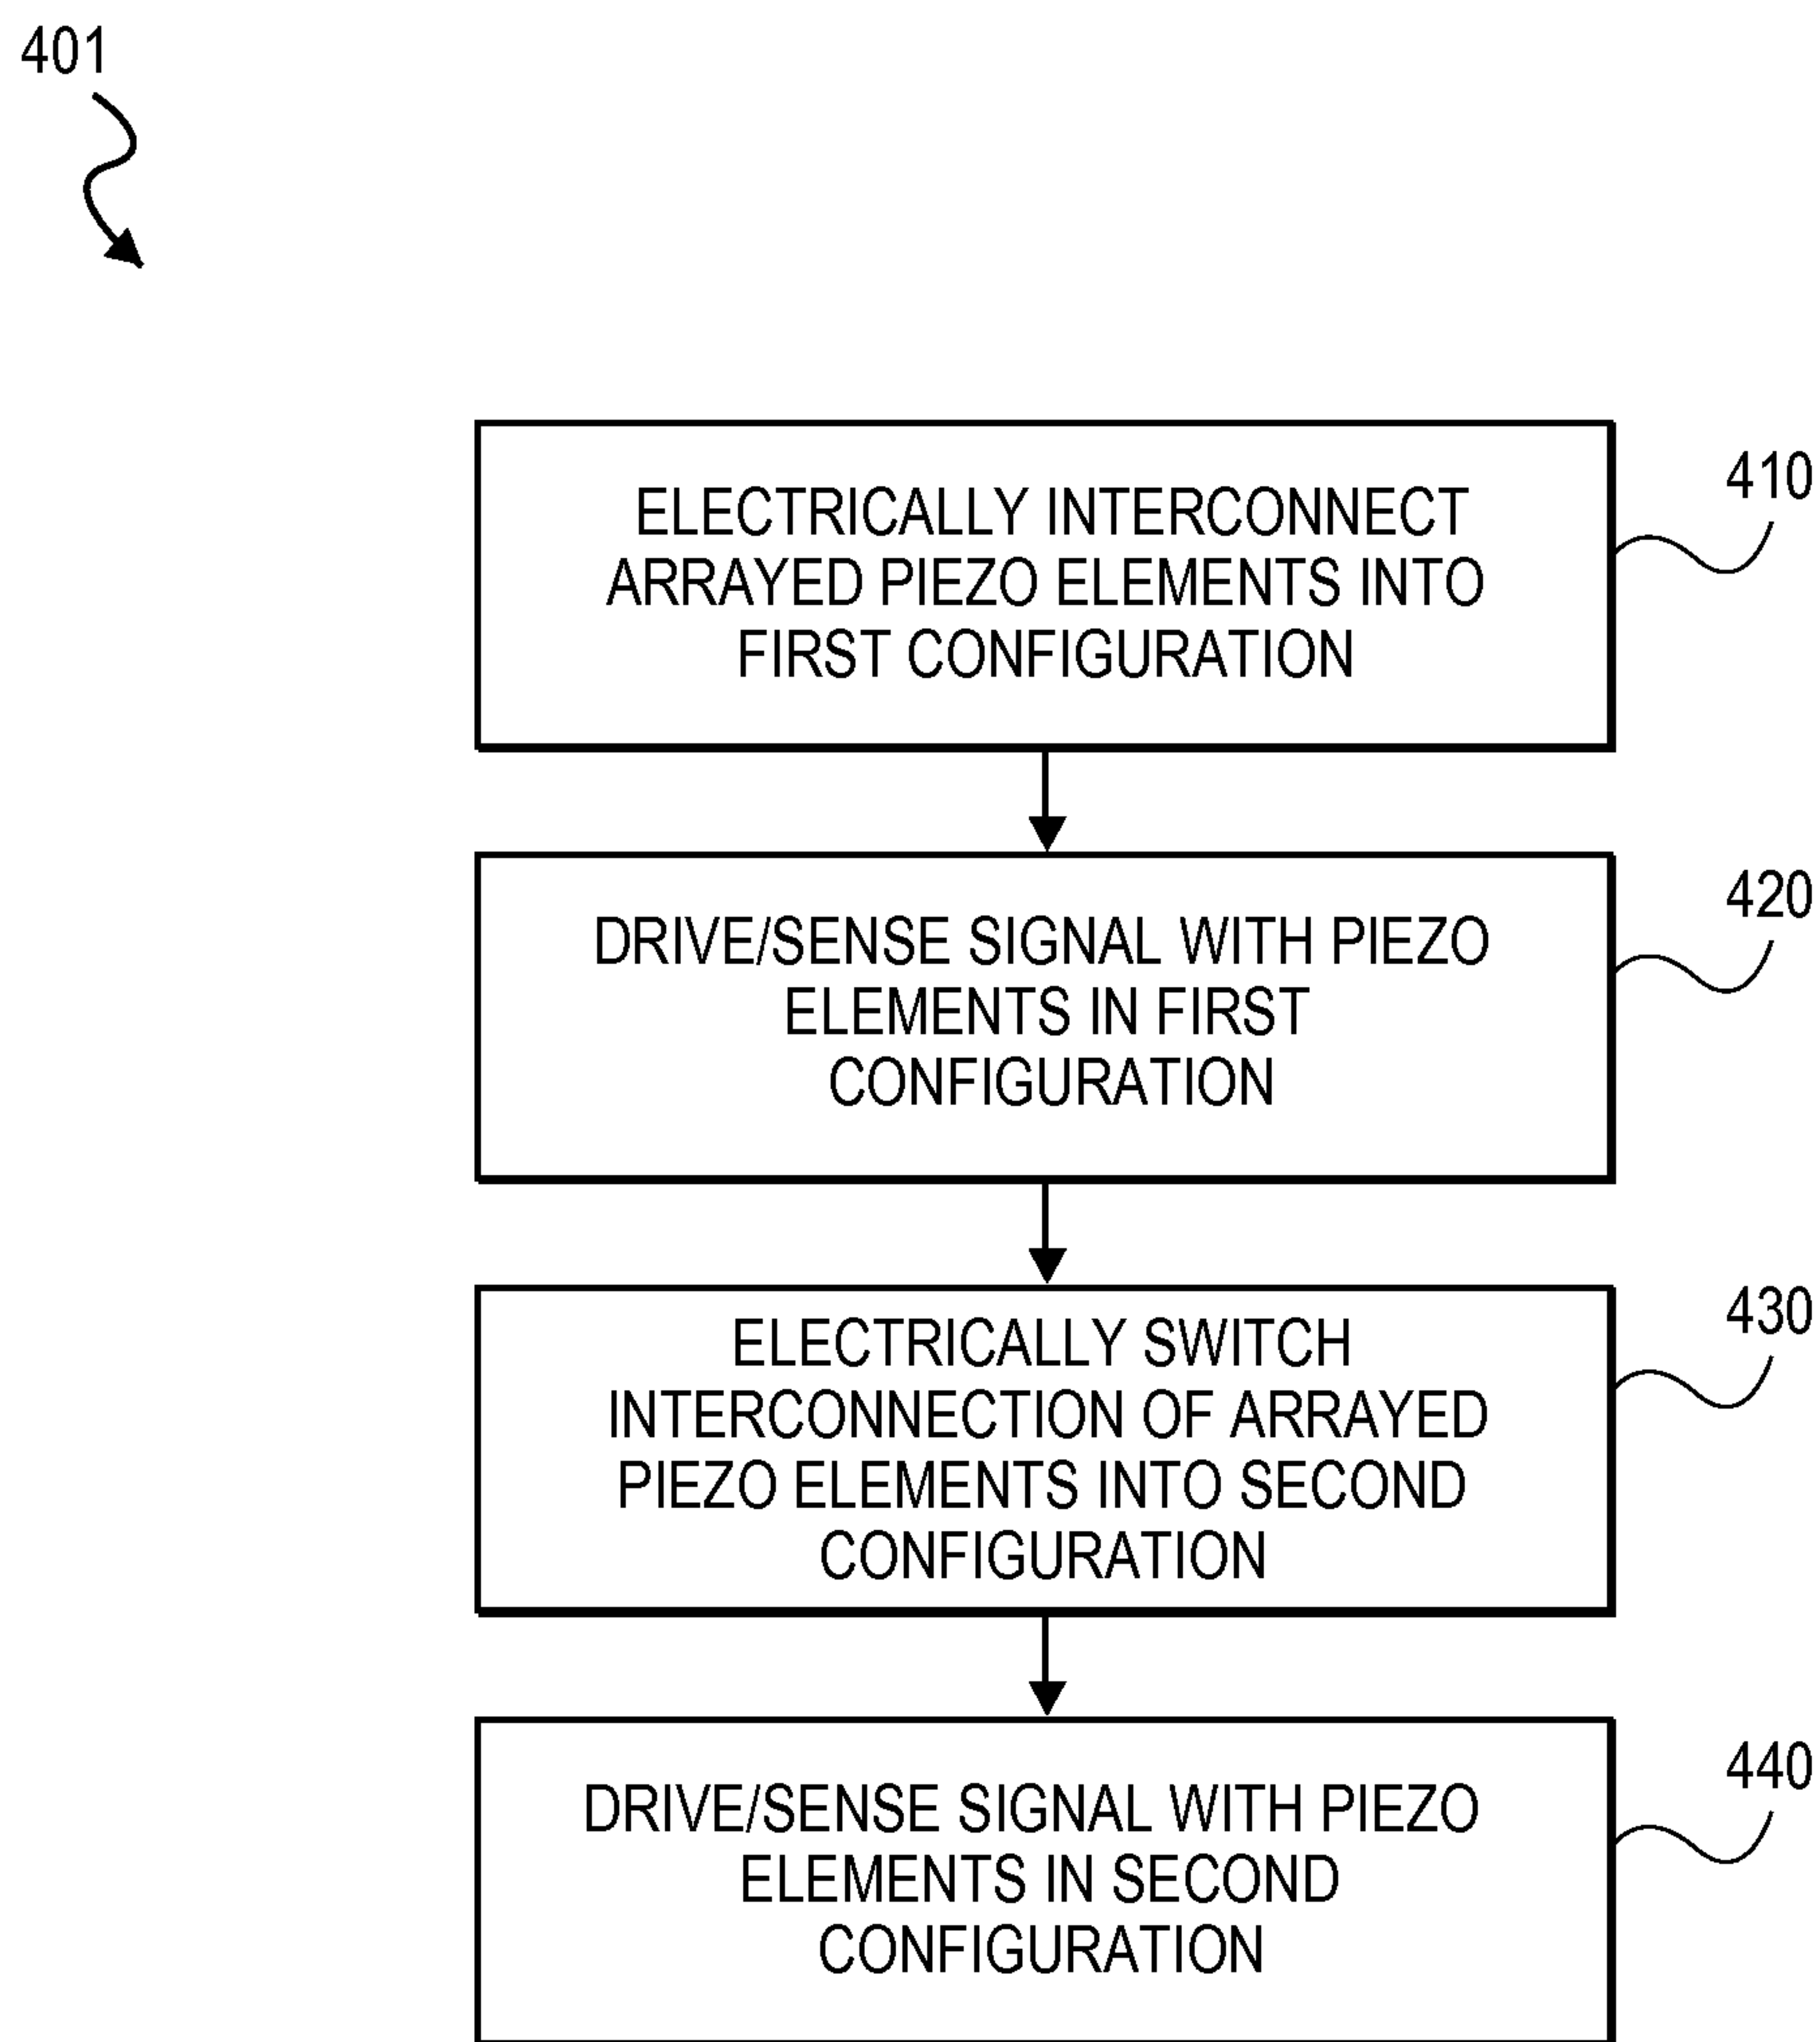 401
ELECTRICALLY INTERCONNECT
ARRAYED PIEZO ELEMENTS INTO
FIRST CONFIGURATION
410
DRIVE/SENSE SIGNAL WITH PIEZO
ELEMENTS IN FIRST
CONFIGURATION
420
ELECTRICALLY SWITCH
INTERCONNECTION OF ARRAYED
PIEZO ELEMENTS INTO SECOND
CONFIGURATION
430
DRIVE/SENSE SIGNAL WITH PIEZO
ELEMENTS IN SECOND
CONFIGURATION
440